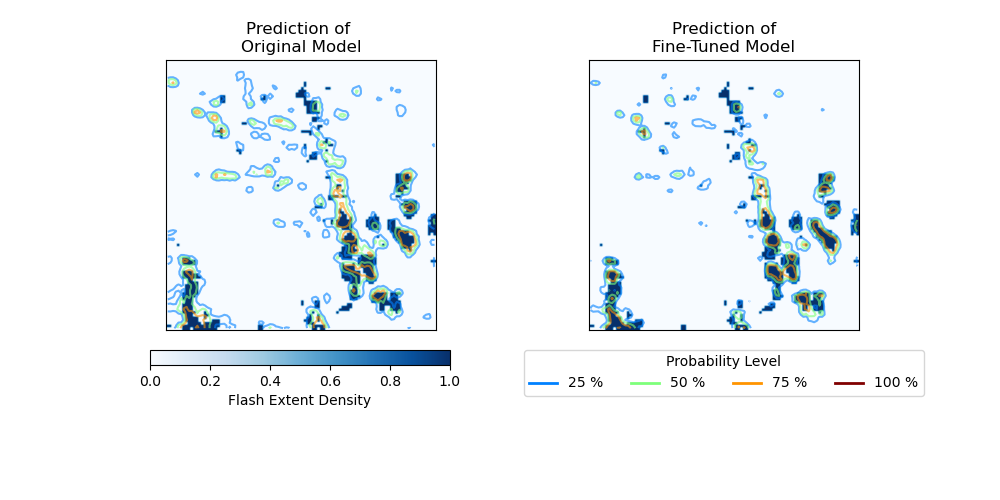 Prediction of
Original Model
Prediction of
Fine-Tuned Model
0.0 0.2 0.4 0.6 0.8 1.0
Flash Extent Density
Probability Level
25 % 50 % 75 % 100 %